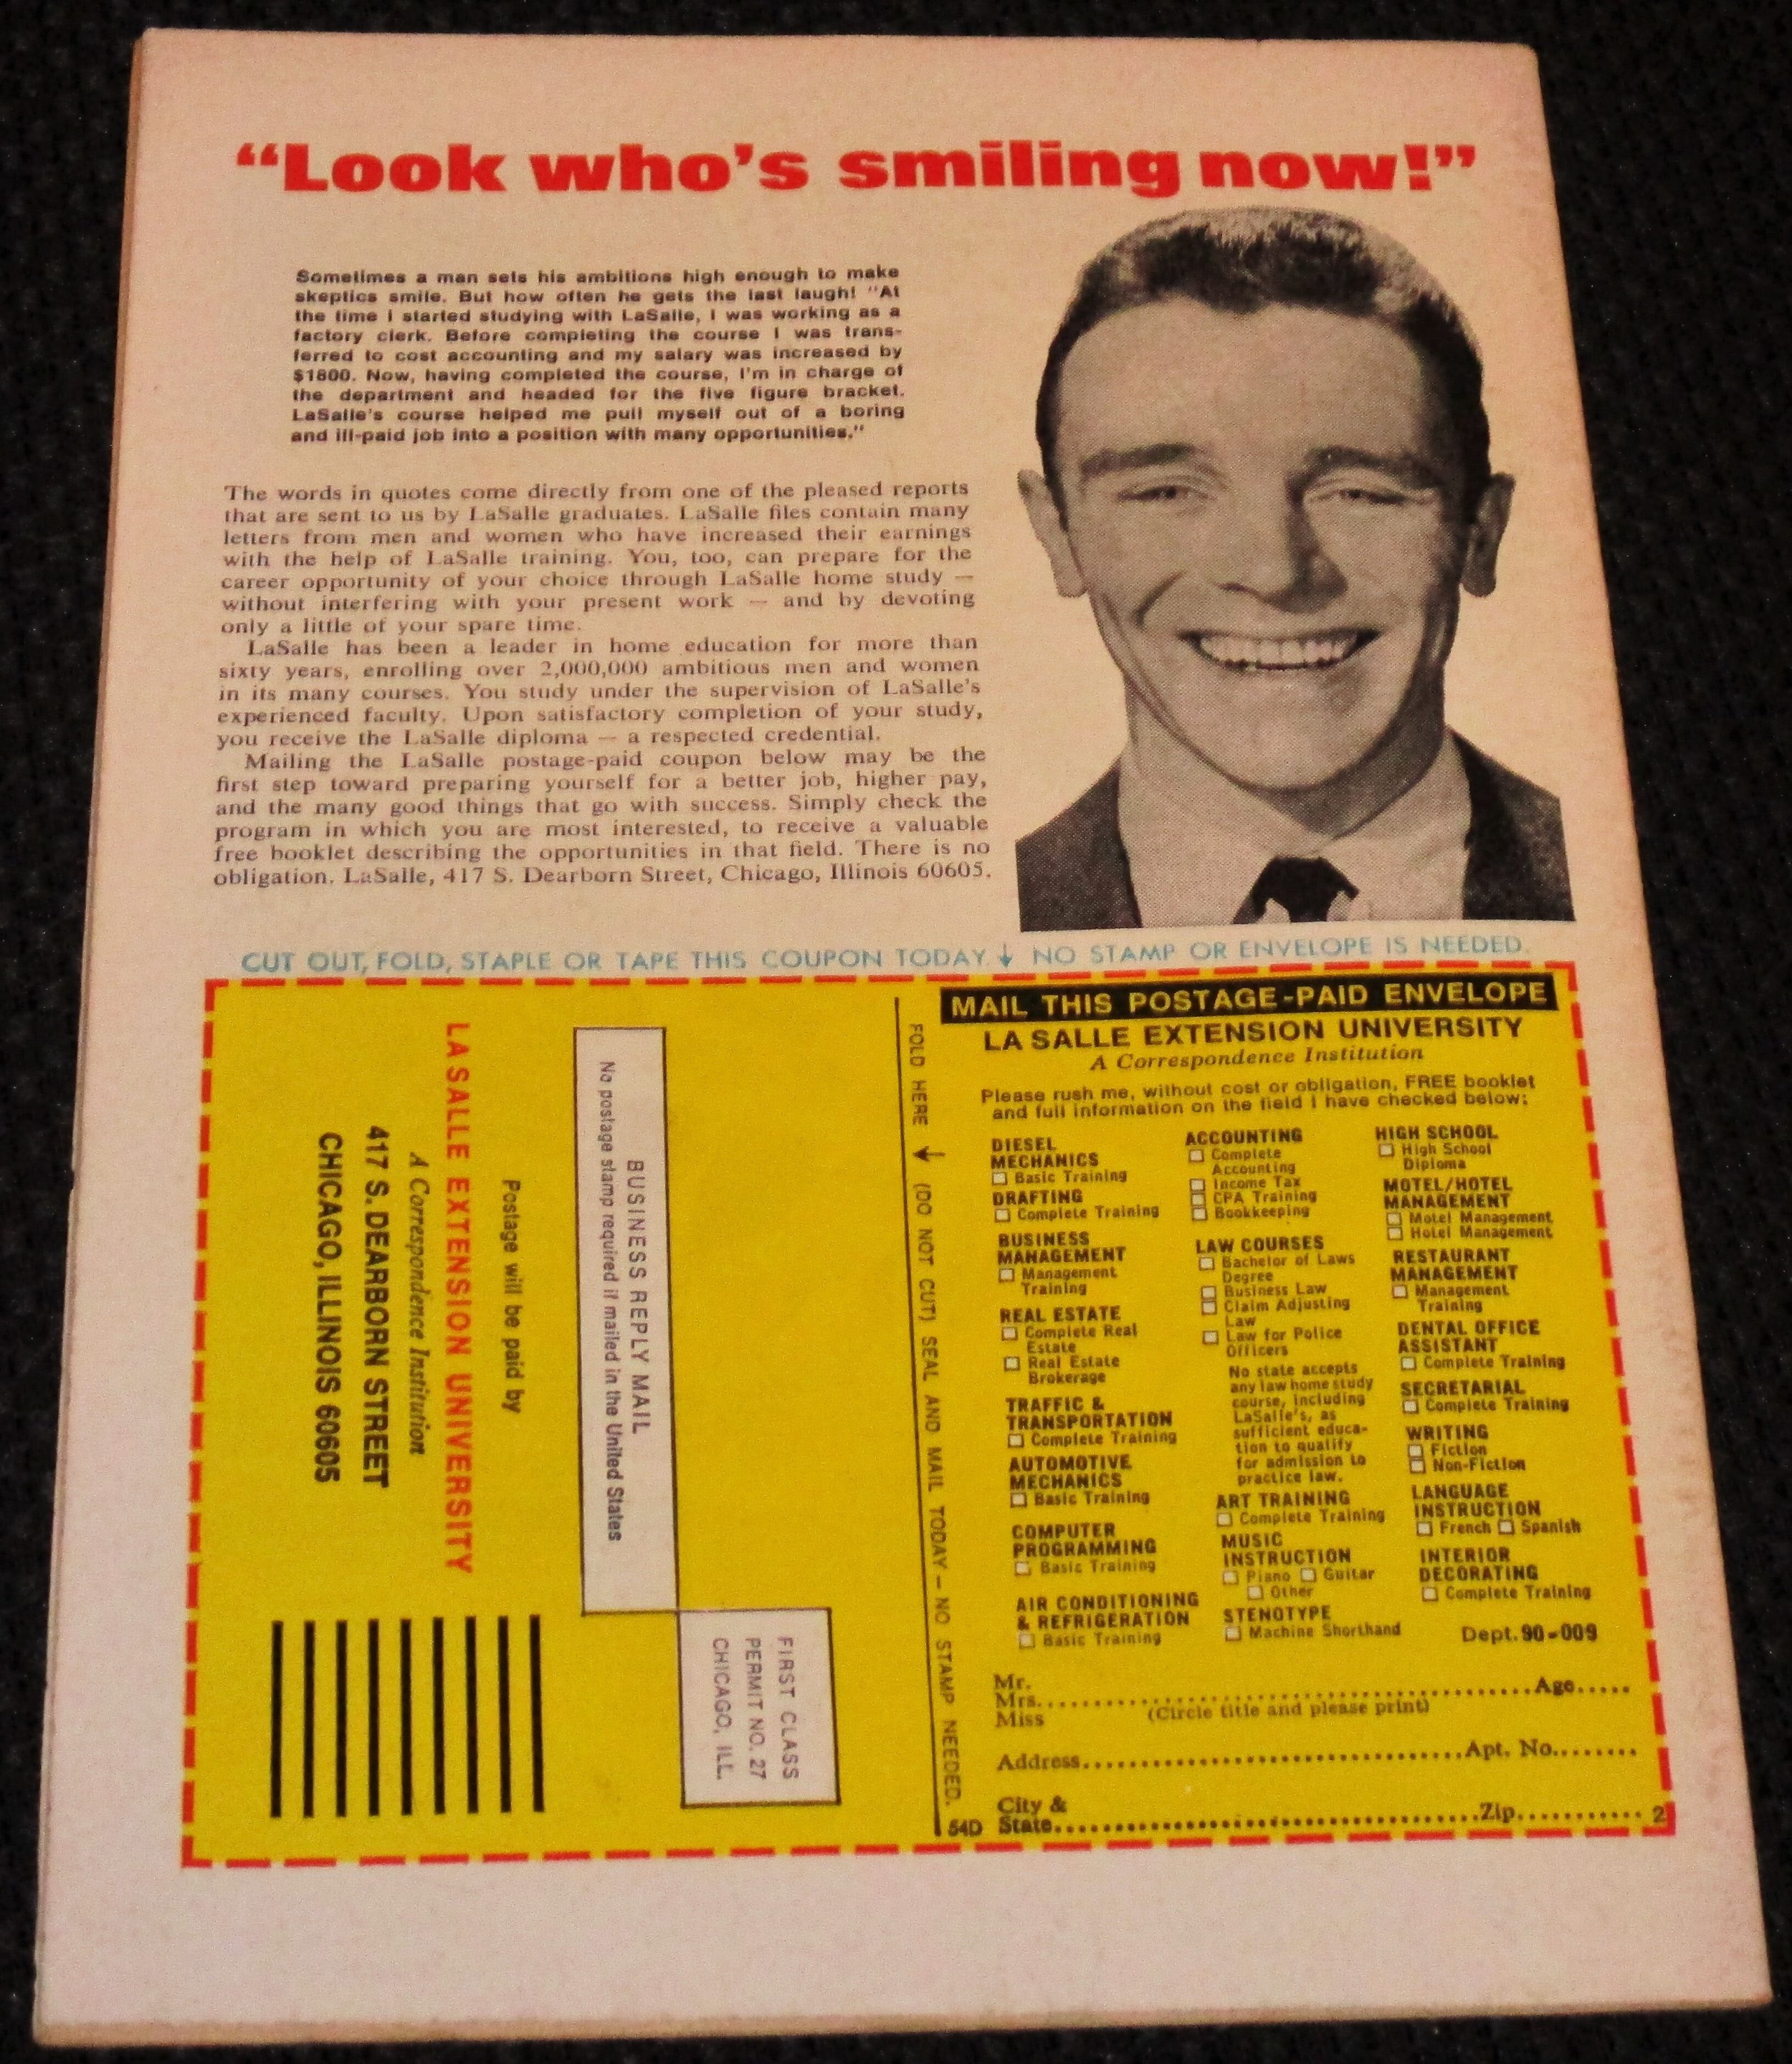 “Look who’s smiling now!”
Sometimes a man sets his ambitions high enough to make
skeptics smile. But how often he gets the last laugh! “At
the time I started studying with LaSalle, I was working as a
factory clerk. Before completing the course I was trans-
ferred to cost accounting and my salary was increased by
$1800. Now, having completed the course, I’m in charge of
the department and headed for the five figure bracket.
LaSalle’s course helped me pull myself out of a boring
and ill-paid job into a position with many opportunities.”
The words in quotes come directly from one of the pleased reports
that are sent to us by LaSalle graduates. LaSalle files contain many
letters from men and women who have increased their earnings
with the help of LaSalle training. You, too, can prepare for the
career opportunity of your choice through LaSalle home study —
without interfering with your present work — and by devoting
only a little of your spare time.
LaSalle has been a leader in home education for more than
sixty years, enrolling over 2,000,000 ambitious men and women
in its many courses. You study under the supervision of LaSalle’s
experienced faculty. Upon satisfactory completion of your study,
you receive the LaSalle diploma — a respected credential.
Mailing the LaSalle postage-paid coupon below may be the
first step toward preparing yourself for a better job, higher pay,
and the many good things that go with success. Simply check the
program in which you are most interested, to receive a valuable
free booklet describing the opportunities in that field. There is no
obligation. LaSalle, 417 S. Dearborn Street, Chicago, Illinois 60605.
CUT OUT, FOLD, STAPLE OR TAPE THIS COUPON TODAY ↓ NO STAMP OR ENVELOPE IS NEEDED.
FIRST CLASS
PERMIT NO. 27
CHICAGO, ILL.
BUSINESS REPLY MAIL
No postage stamp required if mailed in the United States
Postage will be paid by
LASALLE EXTENSION UNIVERSITY
A Correspondence Institution
417 S. DEARBORN STREET
CHICAGO, ILLINOIS 60605
FOLD HERE → (DO NOT CUT) SEAL AND MAIL TODAY – NO STAMP NEEDED.
MAIL THIS POSTAGE-PAID ENVELOPE
LA SALLE EXTENSION UNIVERSITY
A Correspondence Institution
Please rush me, without cost or obligation, FREE booklet
and full information on the field I have checked below:
DIESEL
MECHANICS
☐ Basic Training
DRAFTING
☐ Complete Training
BUSINESS
MANAGEMENT
☐ Management
Training
REAL ESTATE
☐ Complete Real
Estate
☐ Real Estate
Brokerage
TRAFFIC &
TRANSPORTATION
☐ Complete Training
AUTOMOTIVE
MECHANICS
☐ Basic Training
COMPUTER
PROGRAMMING
☐ Basic Training
AIR CONDITIONING
& REFRIGERATION
☐ Basic Training
ACCOUNTING
☐ Complete
Accounting
☐ Income Tax
☐ CPA Training
☐ Bookkeeping
LAW COURSES
☐ Bachelor of Laws
Degree
☐ Business Law
☐ Claim Adjusting
Law
☐ Law for Police
Officers
No state accepts
any law home study
course, including
LaSalle’s, as
sufficient educa-
tion to qualify
for admission to
practice law.
ART TRAINING
☐ Complete Training
MUSIC
INSTRUCTION
☐ Piano ☐ Guitar
☐ Other
STENOTYPE
☐ Machine Shorthand
HIGH SCHOOL
☐ High School
Diploma
MOTEL/HOTEL
MANAGEMENT
☐ Motel Management
☐ Hotel Management
RESTAURANT
MANAGEMENT
☐ Management
Training
DENTAL OFFICE
ASSISTANT
☐ Complete Training
SECRETARIAL
☐ Complete Training
WRITING
☐ Fiction
☐ Non-Fiction
LANGUAGE
INSTRUCTION
☐ French ☐ Spanish
INTERIOR
DECORATING
☐ Complete Training
Dept. 90-009
Mr.
Mrs. Age
Miss (Circle title and please print)
Address Apt. No.
City &
54D State Zip 2